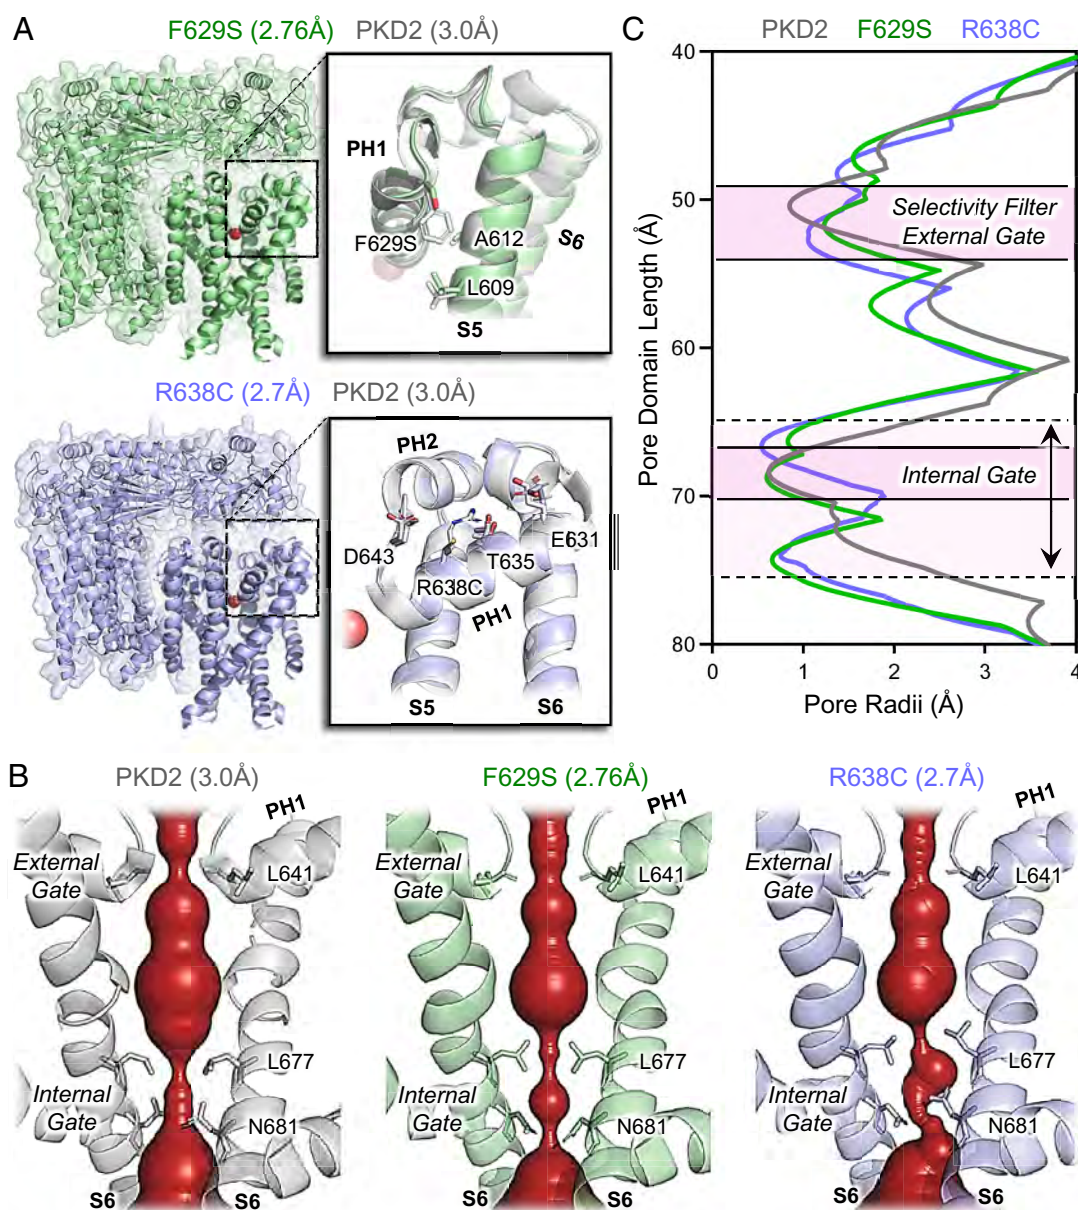 A
F629S (2.76Å) PKD2 (3.0Å)
PH1
F629S
A612
S6
L609
S5
R638C (2.7Å) PKD2 (3.0Å)
PH2
D643
E631
T635
R638C
PH1
S5
S6
C
PKD2 F629S R638C
Pore Domain Length (Å)
40
50
60
70
80
Selectivity Filter
External Gate
Internal Gate
0 1 2 3 4
Pore Radii (Å)
B
PKD2 (3.0Å)
PH1
External
Gate
L641
L677
Internal
Gate
N681
S6
S6
F629S (2.76Å)
PH1
External
Gate
L641
L677
Internal
Gate
N681
S6
S6
R638C (2.7Å)
PH1
External
Gate
L641
L677
Internal
Gate
N681
S6
S6